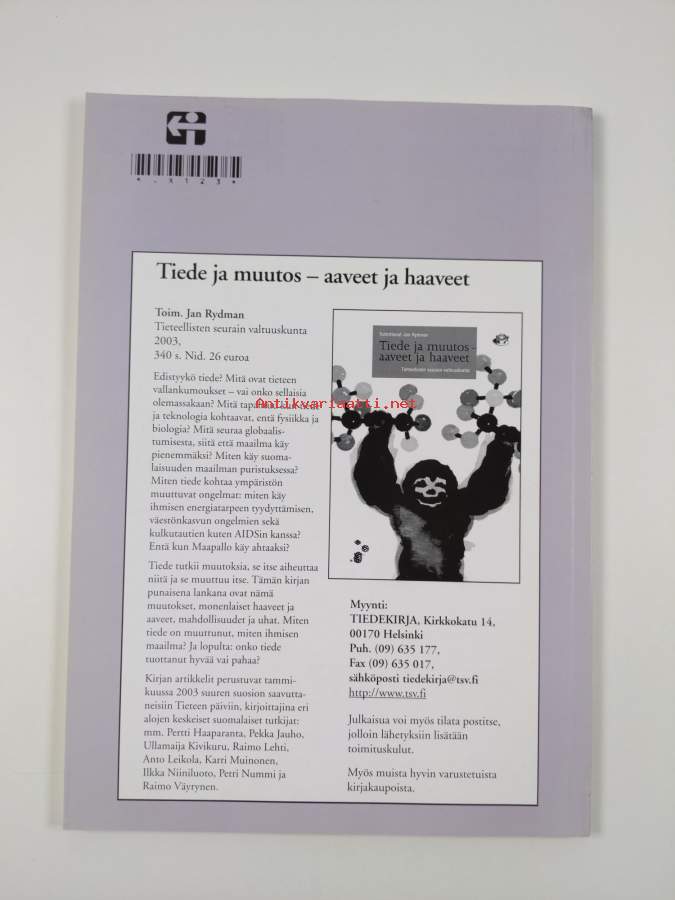 *.X123*
Tiede ja muutos – aaveet ja haaveet
Toim. Jan Rydman
Tieteellisten seurain valtuuskunta
2003,
340 s. Nid. 26 euroa
Edistyykö tiede? Mitä ovat tieteen
vallankumoukset – vai onko sellaisia
olemassakaan? Mitä tapahtuu kun tiede
ja teknologia kohtaavat, entä fysiikka ja
biologia? Mitä seuraa globaalis-
tumisesta, siitä että maailma käy
pienemmäksi? Miten käy suoma-
laisuuden maailman puristuksessa?
Miten tiede kohtaa ympäristön
muuttuvat ongelmat: miten käy
ihmisen energiatarpeen tyydyttämisen,
väestönkasvun ongelmien sekä
kulkutautien kuten AIDSin kanssa?
Entä kun Maapallo käy ahtaaksi?
Tiede tutkii muutoksia, se itse aiheuttaa
niitä ja se muuttuu itse. Tämän kirjan
punaisena lankana ovat nämä
muutokset, monenlaiset haaveet ja
aaveet, mahdollisuudet ja uhat. Miten
tiede on muuttunut, miten ihmisen
maailma? Ja lopulta: onko tiede
tuottanut hyvää vai pahaa?
Kirjan artikkelit perustuvat tammi-
kuussa 2003 suuren suosion saavutta-
neisiin Tieteen päiviin, kirjoittajina eri
alojen keskeiset suomalaiset tutkijat:
mm. Pertti Haaparanta, Pekka Jauho,
Ullamaija Kivikuru, Raimo Lehti,
Anto Leikola, Karri Muinonen,
Ilkka Niiniluoto, Petri Nummi ja
Raimo Väyrynen.
Toimittanut Jan Rydman
Tiede ja muutos –
aaveet ja haaveet
Tieteellisten seurain valtuuskunta
Antikvariaatti.net
Myynti:
TIEDEKIRJA, Kirkkokatu 14,
00170 Helsinki
Puh. (09) 635 177,
Fax (09) 635 017,
sähköposti tiedekirja@tsv.fi
http://www.tsv.fi
Julkaisua voi myös tilata postitse,
jolloin lähetyksiin lisätään
toimituskulut.
Myös muista hyvin varustetuista
kirjakaupoista.